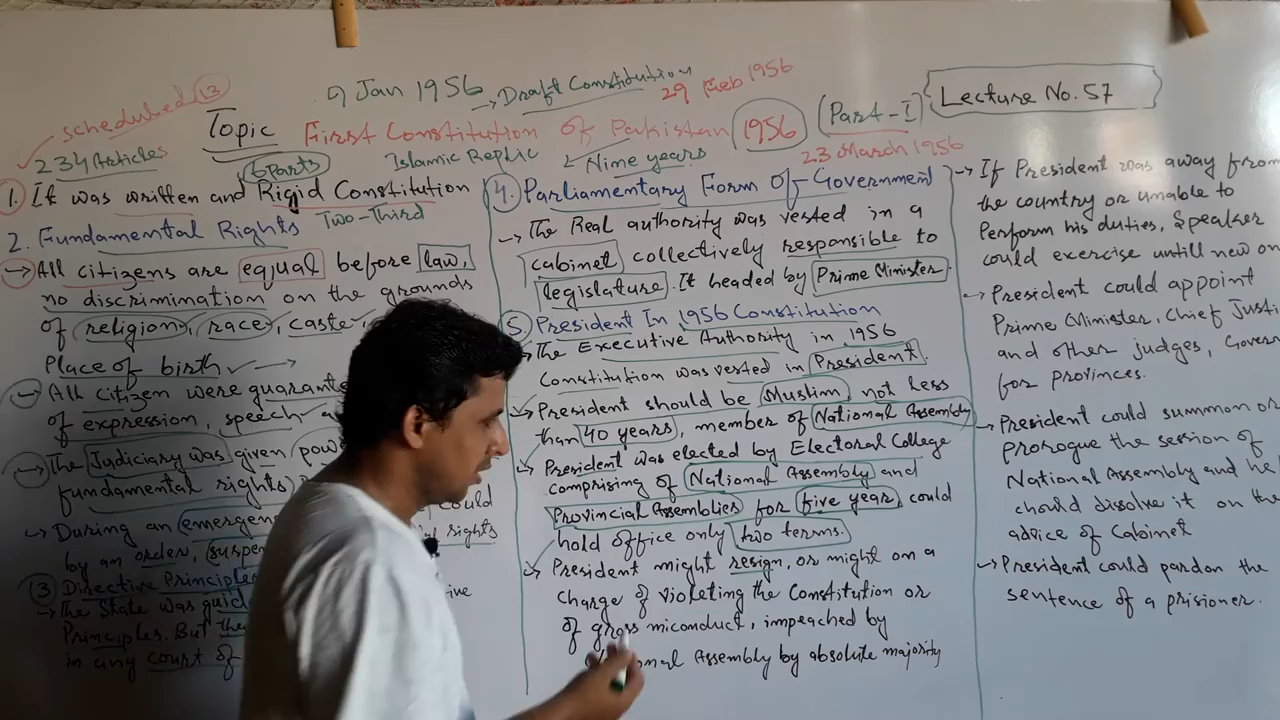 9 Jan 1956 → Draft Constitution
29 Feb 1956
Lecture No. 57
scheduled 13
Topic First Constitution of Pakistan 1956 (Part-I)
234 Articles
6 Parts
Islamic Replic
Nime years
23 March 1956
1. It was written and Rigid Constitution
Two-Third
2. Fundamental Rights
→ All citizens are equal before law,
no discrimination on the grounds
of religion, race, caste,
Place of birth
→ All citizen were guarante
of expression, speech
→ The Judiciary was given pow
fundamental rights)
could
→ During an emergen
rights
by an order, (suspe
3 Directive Principles
ive
→ The State was guid
Principles. But the
in any court of
4. Parliamentary Form Of Government
→ The Real authority was vested in a
cabinet collectively responsible to
legislature. It headed by Prime Minister.
5 President In 1956 Constitution
→ The Executive Authority in 1956
Constitution was vested in President.
→ President should be Muslim not less
than 40 years, member of National Assembly
→ President was elected by Electoral College
comprising of National Assembly and
Provincial Assemblies for five year, could
hold office only two terms.
→ President might resign, or might on a
charge of violeting the Constitution or
of gross miconduct, impeached by
onal Assembly by absolute majority
→ If President was away from
the country or unable to
Perform his duties, Speaker
could exercise untill new on
→ President could appoint
Prime Minister, Chief Justi
and other judges, Govern
for provinces.
→ President could summon or
prorogue the session of
National Assembly and he
should dissolve it on the
advice of Cabinet
→ President could pardon the
sentence of a prisioner.